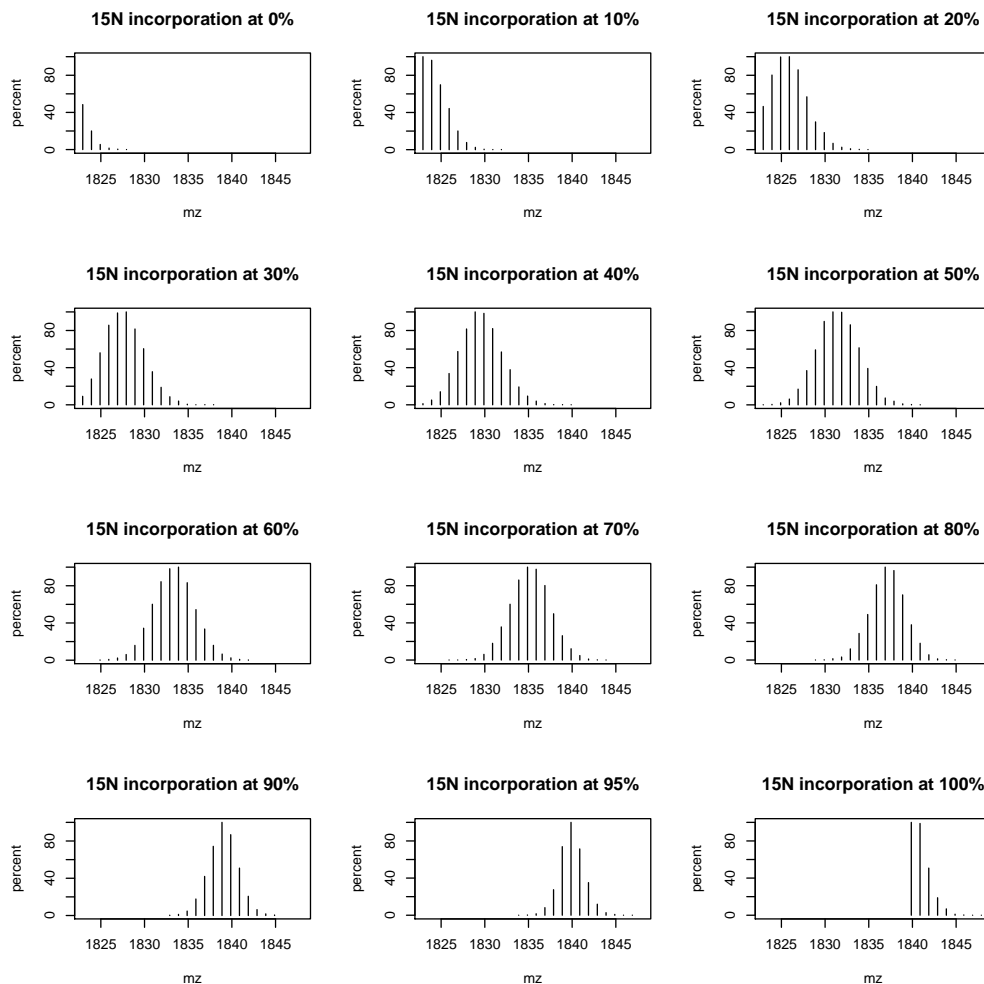 15N incorporation at 0%
percent
0 40 80
1825 1830 1835 1840 1845
mz
15N incorporation at 10%
percent
0 40 80
1825 1830 1835 1840 1845
mz
15N incorporation at 20%
percent
0 40 80
1825 1830 1835 1840 1845
mz
15N incorporation at 30%
percent
0 40 80
1825 1830 1835 1840 1845
mz
15N incorporation at 40%
percent
0 40 80
1825 1830 1835 1840 1845
mz
15N incorporation at 50%
percent
0 40 80
1825 1830 1835 1840 1845
mz
15N incorporation at 60%
percent
0 40 80
1825 1830 1835 1840 1845
mz
15N incorporation at 70%
percent
0 40 80
1825 1830 1835 1840 1845
mz
15N incorporation at 80%
percent
0 40 80
1825 1830 1835 1840 1845
mz
15N incorporation at 90%
percent
0 40 80
1825 1830 1835 1840 1845
mz
15N incorporation at 95%
percent
0 40 80
1825 1830 1835 1840 1845
mz
15N incorporation at 100%
percent
0 40 80
1825 1830 1835 1840 1845
mz